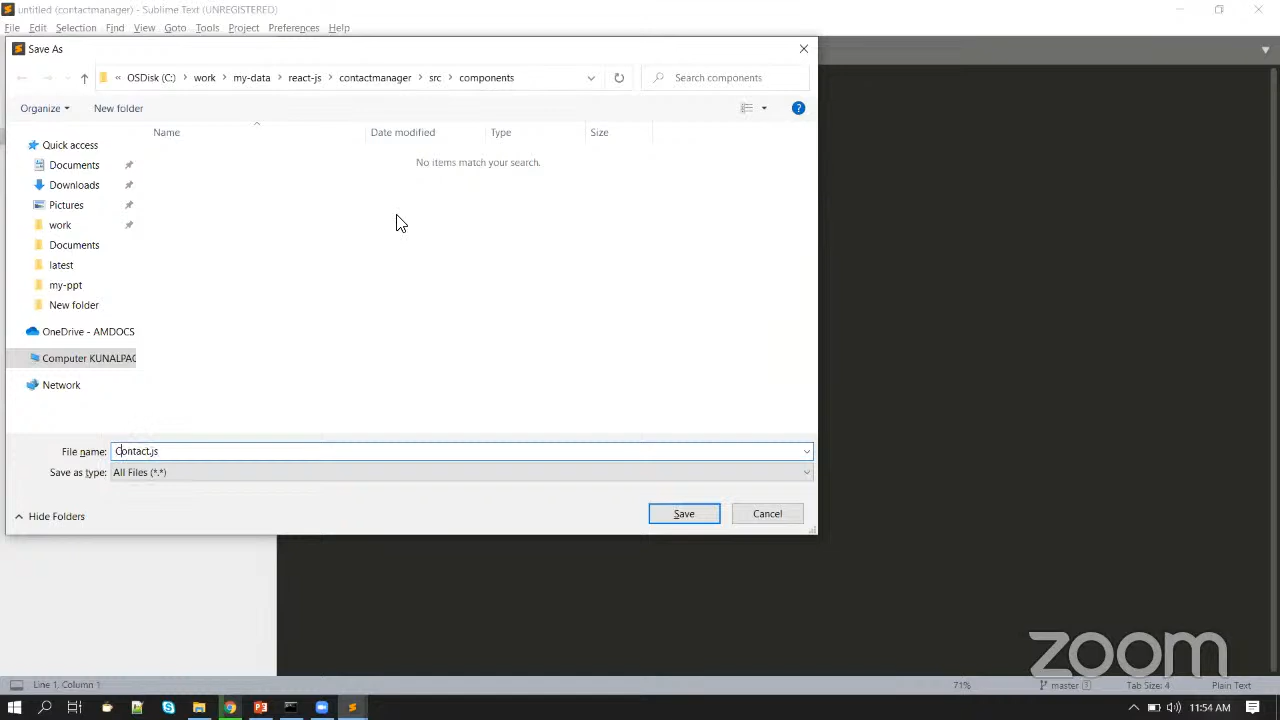 untitled (contactmanager) - Sublime Text (UNREGISTERED)
File Edit Selection Find View Goto Tools Project Preferences Help
Save As
« OSDisk (C:) > work > my-data > react-js > contactmanager > src > components
Search components
Organize New folder
Name Date modified Type Size
No items match your search.
Quick access
Documents
Downloads
Pictures
work
Documents
latest
my-ppt
New folder
OneDrive - AMDOCS
Computer KUNALPAG
Network
File name: Contact.js
Save as type: All Files (*.*)
Hide Folders
Save Cancel
zoom
Line 1, Column 1 71% master 3 Tab Size: 4 Plain Text
11:54 AM